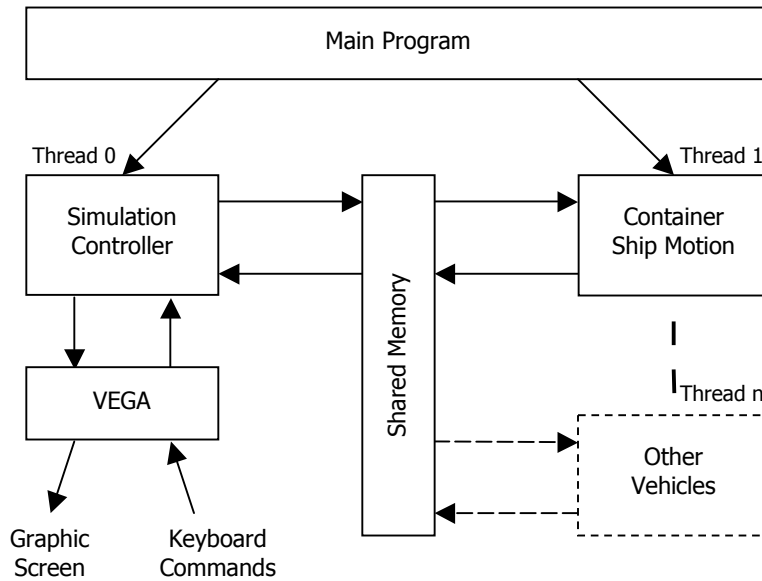 Main Program
Thread 0
Thread 1
Simulation
Controller
Shared Memory
Container
Ship Motion
VEGA
Thread n
Other
Vehicles
Graphic
Screen
Keyboard
Commands